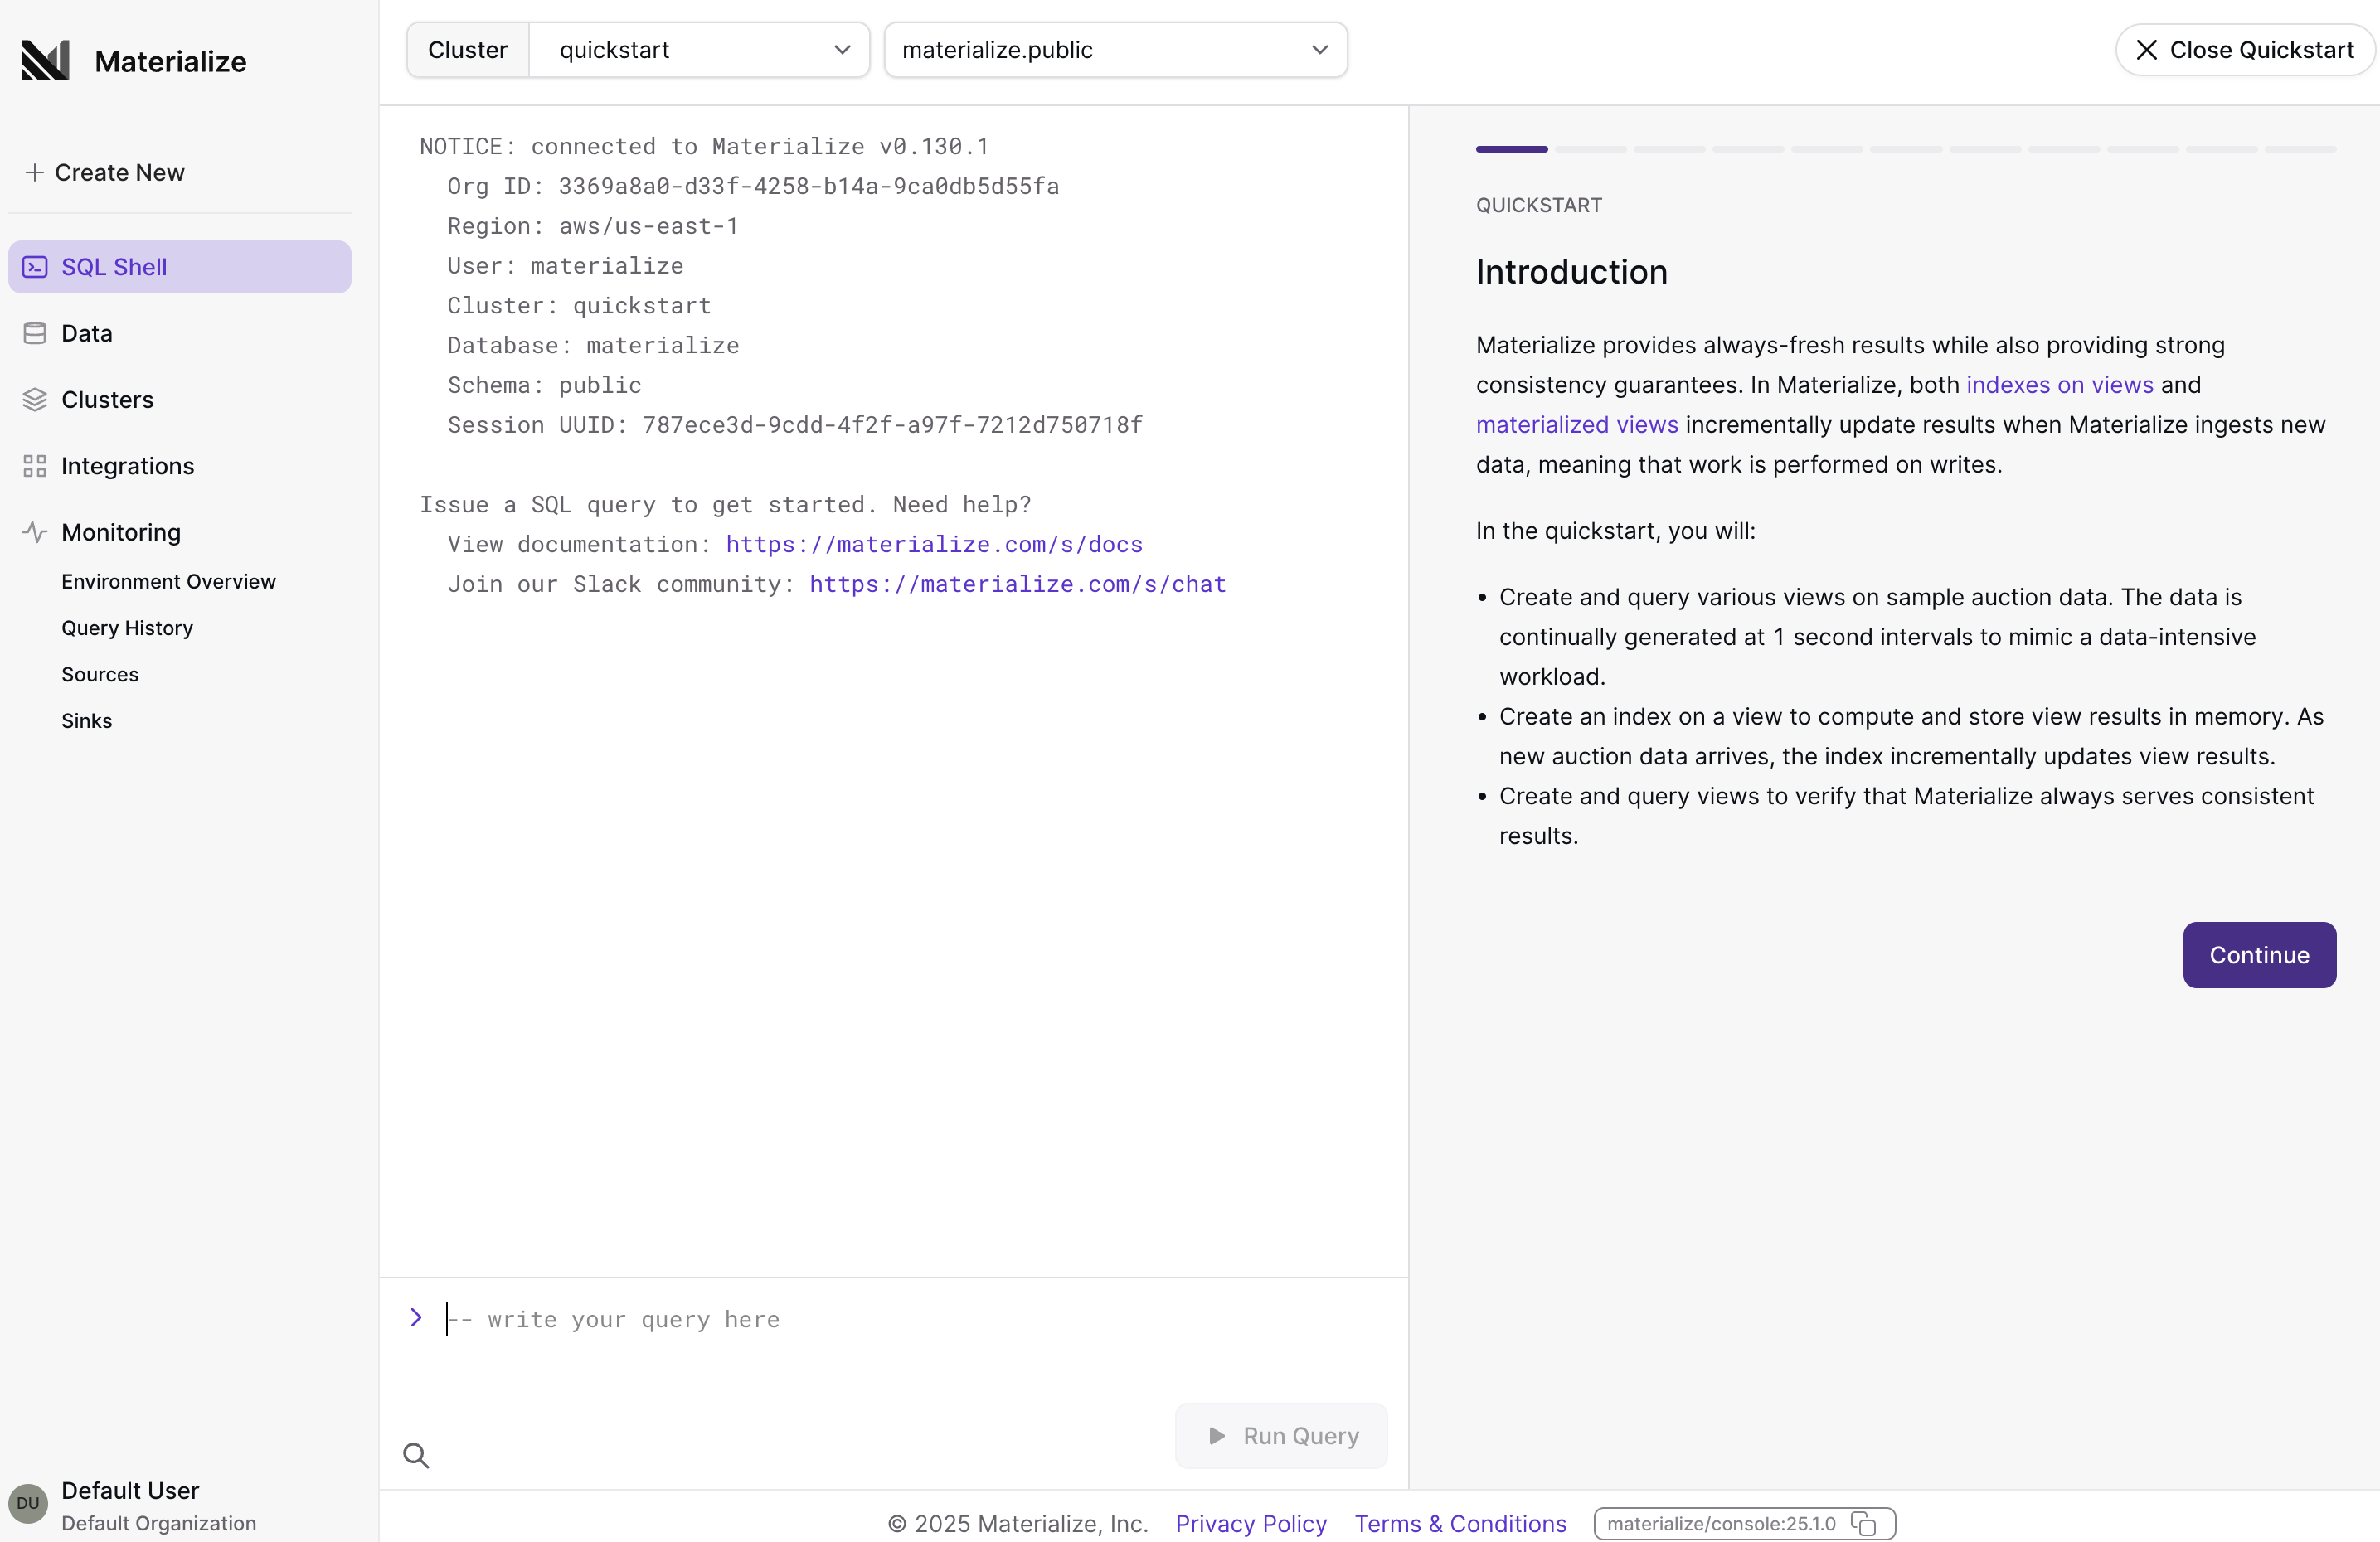 Materialize
Create New
SQL Shell
Data
Clusters
Integrations
Monitoring
Environment Overview
Query History
Sources
Sinks
DU
Default User
Default Organization
Cluster
quickstart
materialize.public
Close Quickstart
NOTICE: connected to Materialize v0.130.1
Org ID: 3369a8a0-d33f-4258-b14a-9ca0db5d55fa
Region: aws/us-east-1
User: materialize
Cluster: quickstart
Database: materialize
Schema: public
Session UUID: 787ece3d-9cdd-4f2f-a97f-7212d750718f
Issue a SQL query to get started. Need help?
View documentation: https://materialize.com/s/docs
Join our Slack community: https://materialize.com/s/chat
-- write your query here
Run Query
QUICKSTART
Introduction
Materialize provides always-fresh results while also providing strong
consistency guarantees. In Materialize, both indexes on views and
materialized views incrementally update results when Materialize ingests new
data, meaning that work is performed on writes.
In the quickstart, you will:
• Create and query various views on sample auction data. The data is
continually generated at 1 second intervals to mimic a data-intensive
workload.
• Create an index on a view to compute and store view results in memory. As
new auction data arrives, the index incrementally updates view results.
• Create and query views to verify that Materialize always serves consistent
results.
Continue
© 2025 Materialize, Inc.
Privacy Policy
Terms & Conditions
materialize/console:25.1.0